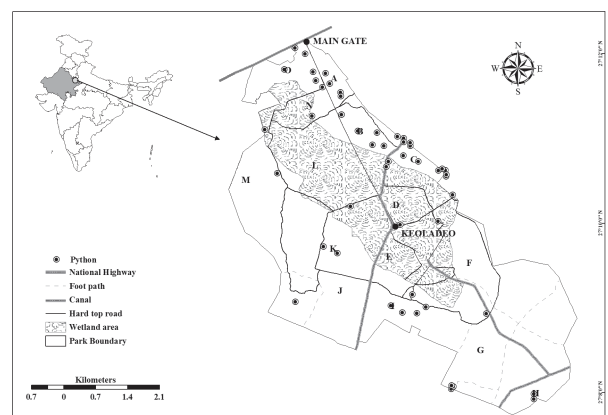 MAIN GATE
N
W E
S
O
A
N
B
C
L
M
D
KEOLADEO
K
E
F
J
I
G
H
Python
National Highway
Foot path
Canal
Hard top road
Wetland area
Park Boundary
Kilometers
0.7 0 0.7 1.4 2.1